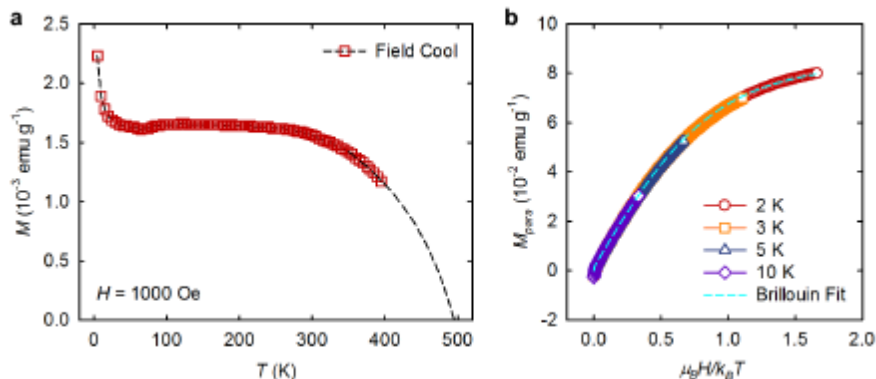 a
2.5
2.0
1.5
1.0
0.5
0.0
M (10⁻³ emu g⁻¹)
Field Cool
H = 1000 Oe
0 100 200 300 400 500
T (K)
b
10
8
6
4
2
0
-2
M_para (10⁻² emu g⁻¹)
2 K
3 K
5 K
10 K
Brillouin Fit
0.0 0.5 1.0 1.5 2.0
μ_BH/k_BT